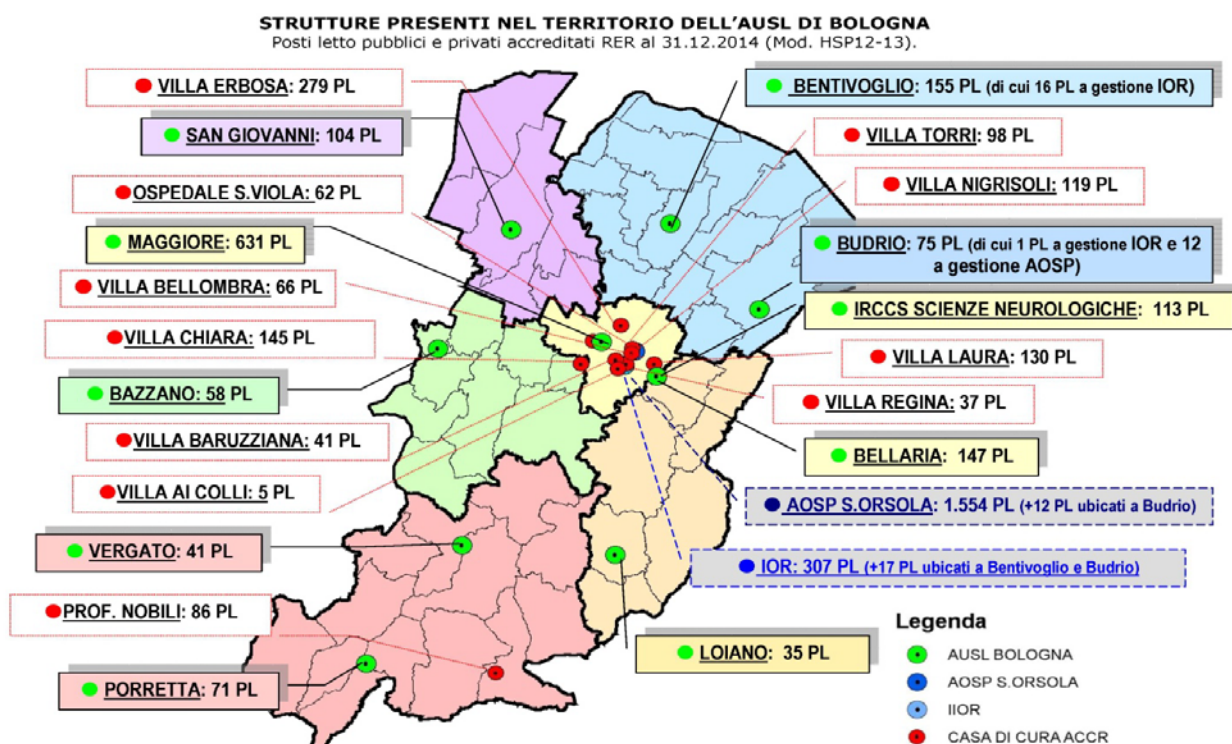 STRUTTURE PRESENTI NEL TERRITORIO DELL'AUSL DI BOLOGNA
Posti letto pubblici e privati accreditati RER al 31.12.2014 (Mod. HSP12-13).
VILLA ERBOSA: 279 PL
SAN GIOVANNI: 104 PL
OSPEDALE S.VIOLA: 62 PL
MAGGIORE: 631 PL
VILLA BELLOMBRA: 66 PL
VILLA CHIARA: 145 PL
BAZZANO: 58 PL
VILLA BARUZZIANA: 41 PL
VILLA AI COLLI: 5 PL
VERGATO: 41 PL
PROF. NOBILI: 86 PL
PORRETTA: 71 PL
BENTIVOGLIO: 155 PL (di cui 16 PL a gestione IOR)
VILLA TORRI: 98 PL
VILLA NIGRISOLI: 119 PL
BUDRIO: 75 PL (di cui 1 PL a gestione IOR e 12
a gestione AOSP)
IRCCS SCIENZE NEUROLOGICHE: 113 PL
VILLA LAURA: 130 PL
VILLA REGINA: 37 PL
BELLARIA: 147 PL
AOSP S.ORSOLA: 1.554 PL (+12 PL ubicati a Budrio)
IOR: 307 PL (+17 PL ubicati a Bentivoglio e Budrio)
LOIANO: 35 PL
Legenda
AUSL BOLOGNA
AOSP S.ORSOLA
IIOR
CASA DI CURA ACCR